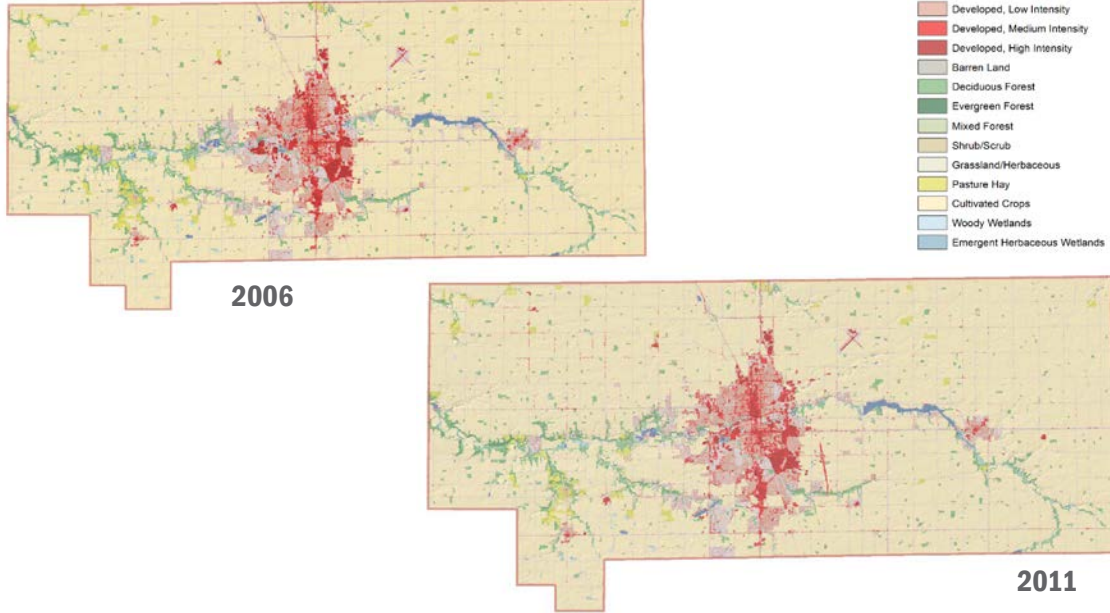 Developed, Low Intensity
Developed, Medium Intensity
Developed, High Intensity
Barren Land
Deciduous Forest
Evergreen Forest
Mixed Forest
Shrub/Scrub
Grassland/Herbaceous
Pasture Hay
Cultivated Crops
Woody Wetlands
Emergent Herbaceous Wetlands
2006
2011